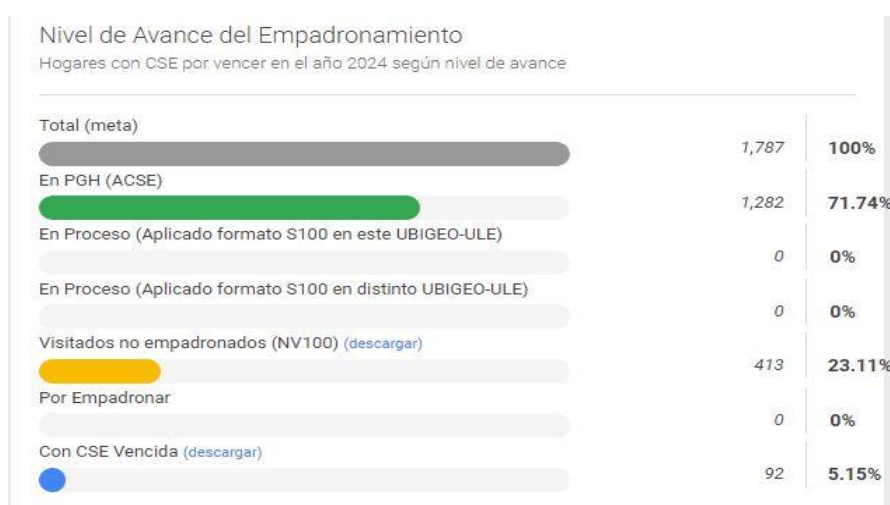 Nivel de Avance del Empadronamiento
Hogares con CSE por vencer en el año 2024 según nivel de avance
Total (meta)
1,787 100%
En PGH (ACSE)
1,282 71.74%
En Proceso (Aplicado formato S100 en este UBIGEO-ULE)
0 0%
En Proceso (Aplicado formato S100 en distinto UBIGEO-ULE)
0 0%
Visitados no empadronados (NV100) (descargar)
413 23.11%
Por Empadronar
0 0%
Con CSE Vencida (descargar)
92 5.15%